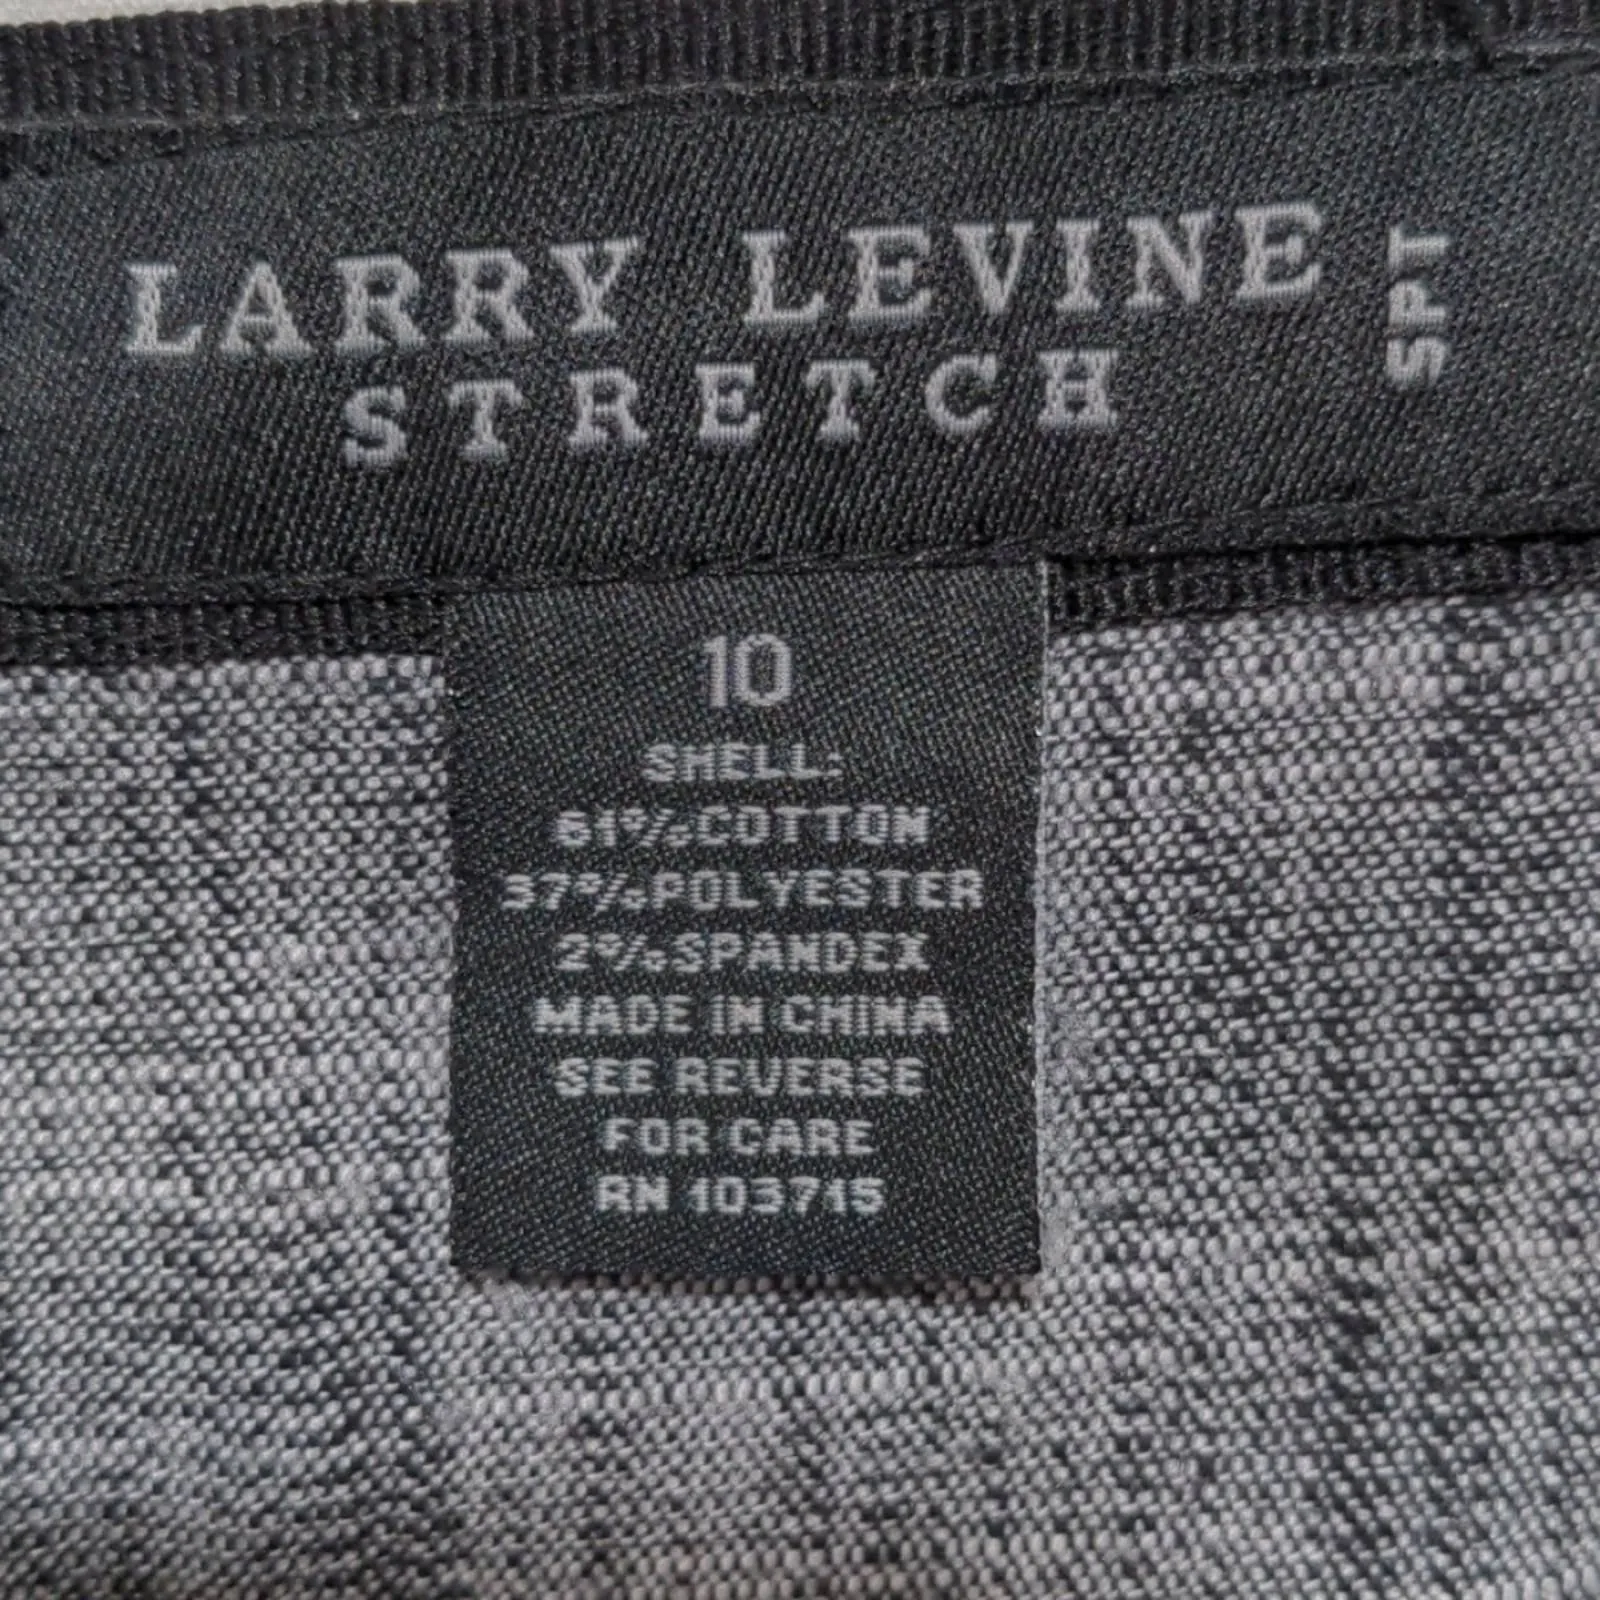 LARRY LEVINE
STRETCH
SPT
10
SHELL:
61%COTTON
37%POLYESTER
2%SPANDEX
MADE IN CHINA
SEE REVERSE
FOR CARE
RN 103715